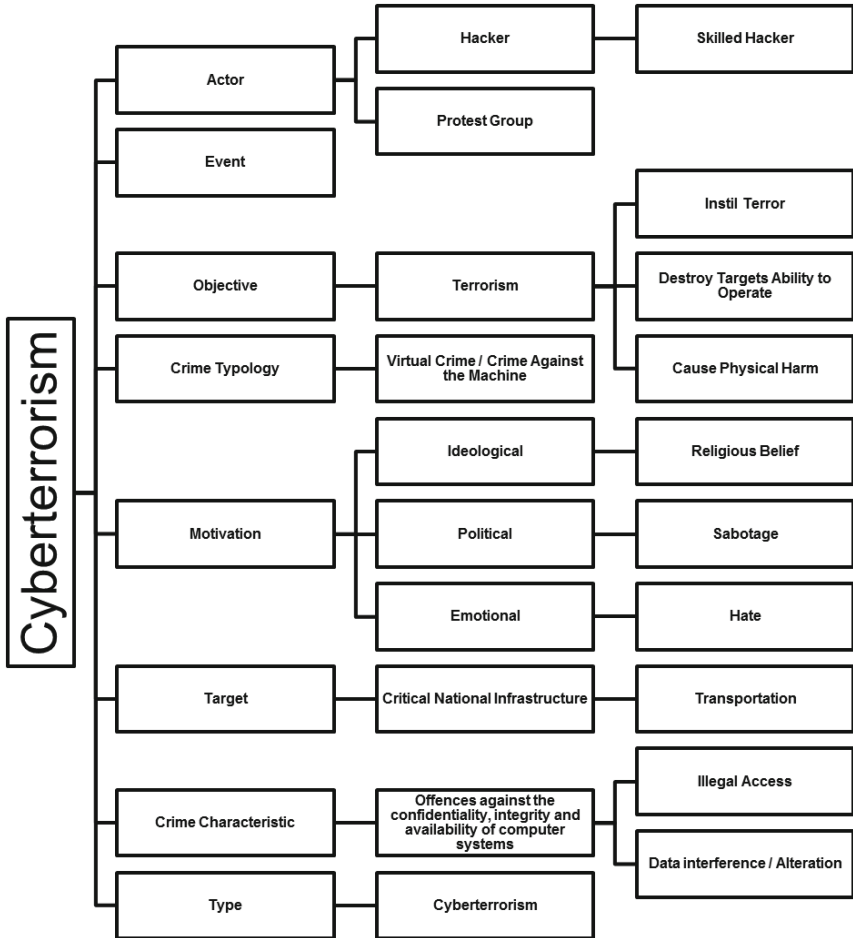 Cyberterrorism
Actor
Hacker
Skilled Hacker
Protest Group
Event
Objective
Terrorism
Instil Terror
Destroy Targets Ability to
Operate
Cause Physical Harm
Crime Typology
Virtual Crime / Crime Against
the Machine
Motivation
Ideological
Religious Belief
Political
Sabotage
Emotional
Hate
Target
Critical National Infrastructure
Transportation
Crime Characteristic
Offences against the
confidentiality, integrity and
availability of computer
systems
Illegal Access
Data interference / Alteration
Type
Cyberterrorism